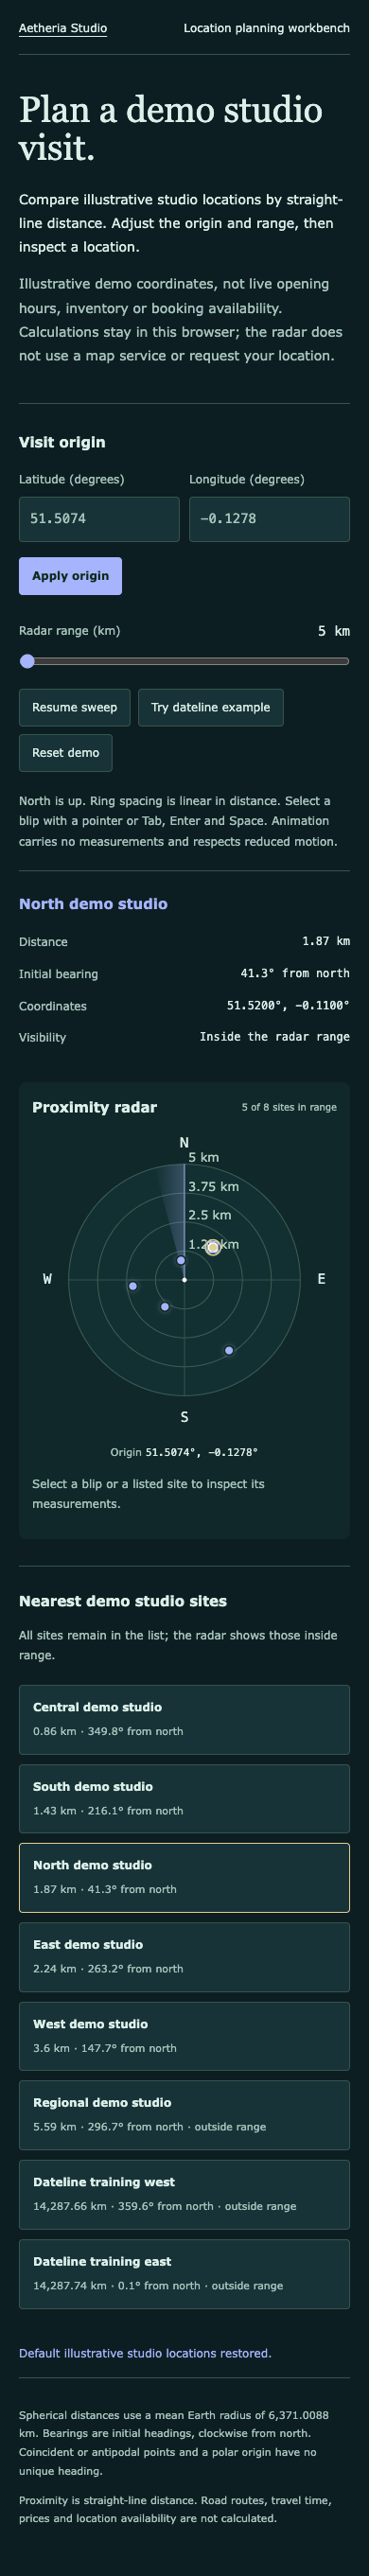 Aetheria Studio
Location planning workbench
Plan a demo studio
visit.
Compare illustrative studio locations by straight-
line distance. Adjust the origin and range, then
inspect a location.
Illustrative demo coordinates, not live opening
hours, inventory or booking availability.
Calculations stay in this browser; the radar does
not use a map service or request your location.
Visit origin
Latitude (degrees)
Longitude (degrees)
51.5074
-0.1278
Apply origin
Radar range (km)
5 km
Resume sweep
Try dateline example
Reset demo
North is up. Ring spacing is linear in distance. Select a
blip with a pointer or Tab, Enter and Space. Animation
carries no measurements and respects reduced motion.
North demo studio
Distance
1.87 km
Initial bearing
41.3° from north
Coordinates
51.5200°, -0.1100°
Visibility
Inside the radar range
Proximity radar
5 of 8 sites in range
N
5 km
3.75 km
2.5 km
km
W
E
S
Origin 51.5074°, -0.1278°
Select a blip or a listed site to inspect its
measurements.
Nearest demo studio sites
All sites remain in the list; the radar shows those inside
range.
Central demo studio
0.86 km · 349.8° from north
South demo studio
1.43 km · 216.1° from north
North demo studio
1.87 km · 41.3° from north
East demo studio
2.24 km · 263.2° from north
West demo studio
3.6 km · 147.7° from north
Regional demo studio
5.59 km · 296.7° from north · outside range
Dateline training west
14,287.66 km · 359.6° from north · outside range
Dateline training east
14,287.74 km · 0.1° from north · outside range
Default illustrative studio locations restored.
Spherical distances use a mean Earth radius of 6,371.0088
km. Bearings are initial headings, clockwise from north.
Coincident or antipodal points and a polar origin have no
unique heading.
Proximity is straight-line distance. Road routes, travel time,
prices and location availability are not calculated.